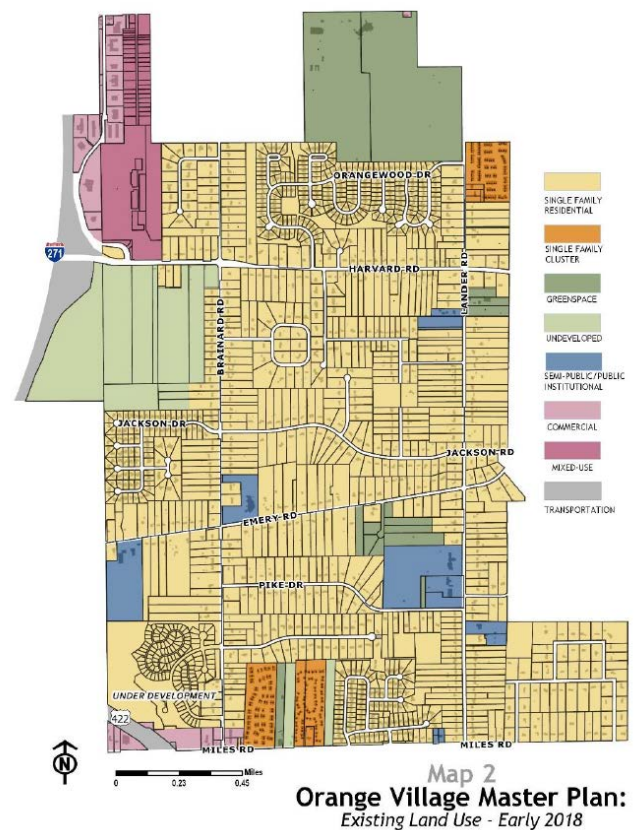 ORANGEWOOD DR
271
HARVARD RD
LANDER RD
BRAINARD RD
JACKSON DR
JACKSON RD
EMERY RD
PIKE DR
UNDER DEVELOPMENT
422
MILES RD
MILES RD
SINGLE FAMILY
RESIDENTIAL
SINGLE FAMILY
CLUSTER
GREENSPACE
UNDEVELOPED
SEMI-PUBLIC/PUBLIC
INSTITUTIONAL
COMMERCIAL
MIXED-USE
TRANSPORTATION
N
Miles
0 0.23 0.45
Map 2
Orange Village Master Plan:
Existing Land Use - Early 2018